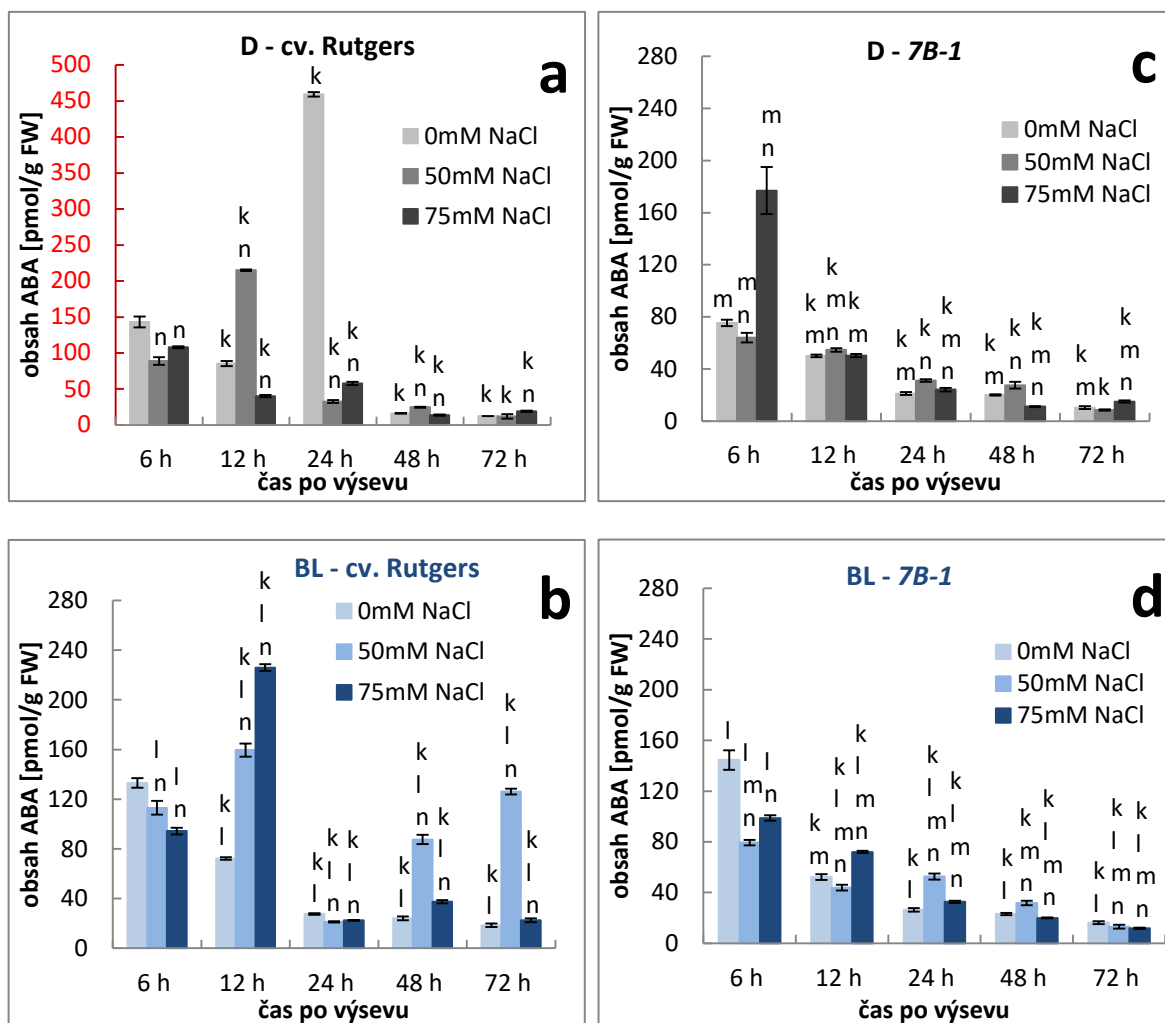 D - cv. Rutgers
a
500
450
400
350
300
250
200
150
100
50
0
obsah ABA [pmol/g FW]
0mM NaCl
50mM NaCl
75mM NaCl
n n
k k n k n
k k n k n
k k n k n
k k k n
6 h 12 h 24 h 48 h 72 h
čas po výsevu
D - 7B-1
c
280
240
200
160
120
80
40
0
obsah ABA [pmol/g FW]
0mM NaCl
50mM NaCl
75mM NaCl
m m n m n
k m k m n k m
k m k n k m
k m k n k m n
k m k k m n
6 h 12 h 24 h 48 h 72 h
čas po výsevu
BL - cv. Rutgers
b
280
240
200
160
120
80
40
0
obsah ABA [pmol/g FW]
0mM NaCl
50mM NaCl
75mM NaCl
l n l n
k l k l n k l n
k l k l n k l n
k l k l n k l n
k l k l n k l n
6 h 12 h 24 h 48 h 72 h
čas po výsevu
BL - 7B-1
d
280
240
200
160
120
80
40
0
obsah ABA [pmol/g FW]
0mM NaCl
50mM NaCl
75mM NaCl
l l m n l n
k m k l m n k l m n
k l k l m n k l m n
k l k m n k l m n
k l k l m n k l m n
6 h 12 h 24 h 48 h 72 h
čas po výsevu